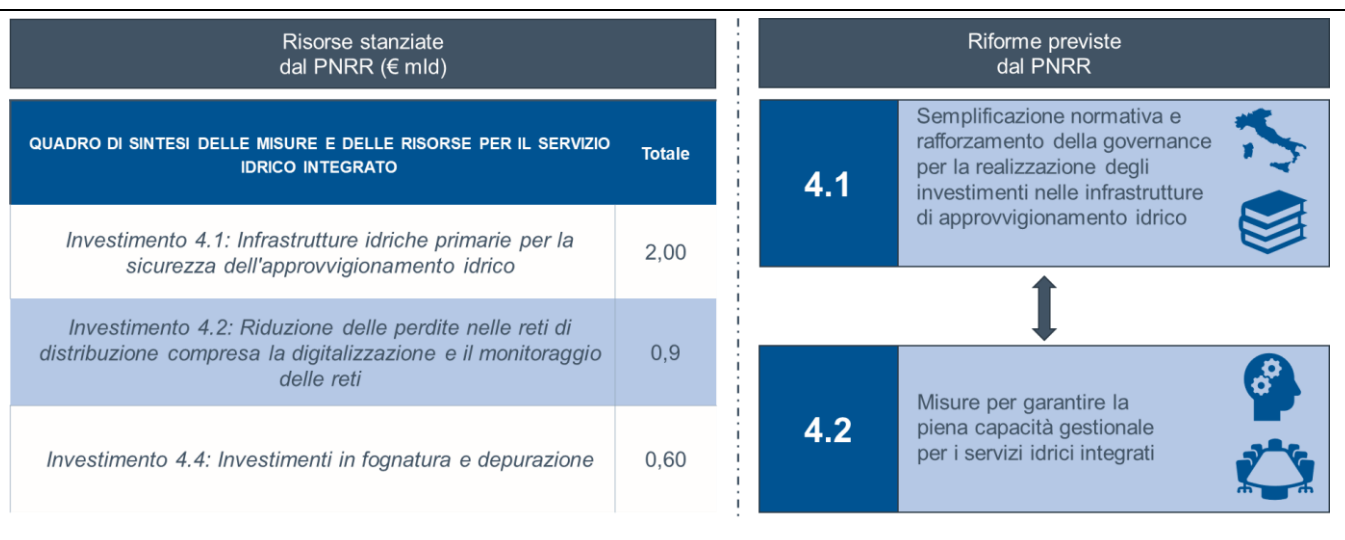 Risorse stanziate
dal PNRR (€ mld)
QUADRO DI SINTESI DELLE MISURE E DELLE RISORSE PER IL SERVIZIO
IDRICO INTEGRATO
Totale
Investimento 4.1: Infrastrutture idriche primarie per la
sicurezza dell'approvvigionamento idrico
2,00
Investimento 4.2: Riduzione delle perdite nelle reti di
distribuzione compresa la digitalizzazione e il monitoraggio
delle reti
0,9
Investimento 4.4: Investimenti in fognatura e depurazione
0,60
Riforme previste
dal PNRR
4.1
Semplificazione normativa e
rafforzamento della governance
per la realizzazione degli
investimenti nelle infrastrutture
di approvvigionamento idrico
4.2
Misure per garantire la
piena capacità gestionale
per i servizi idrici integrati